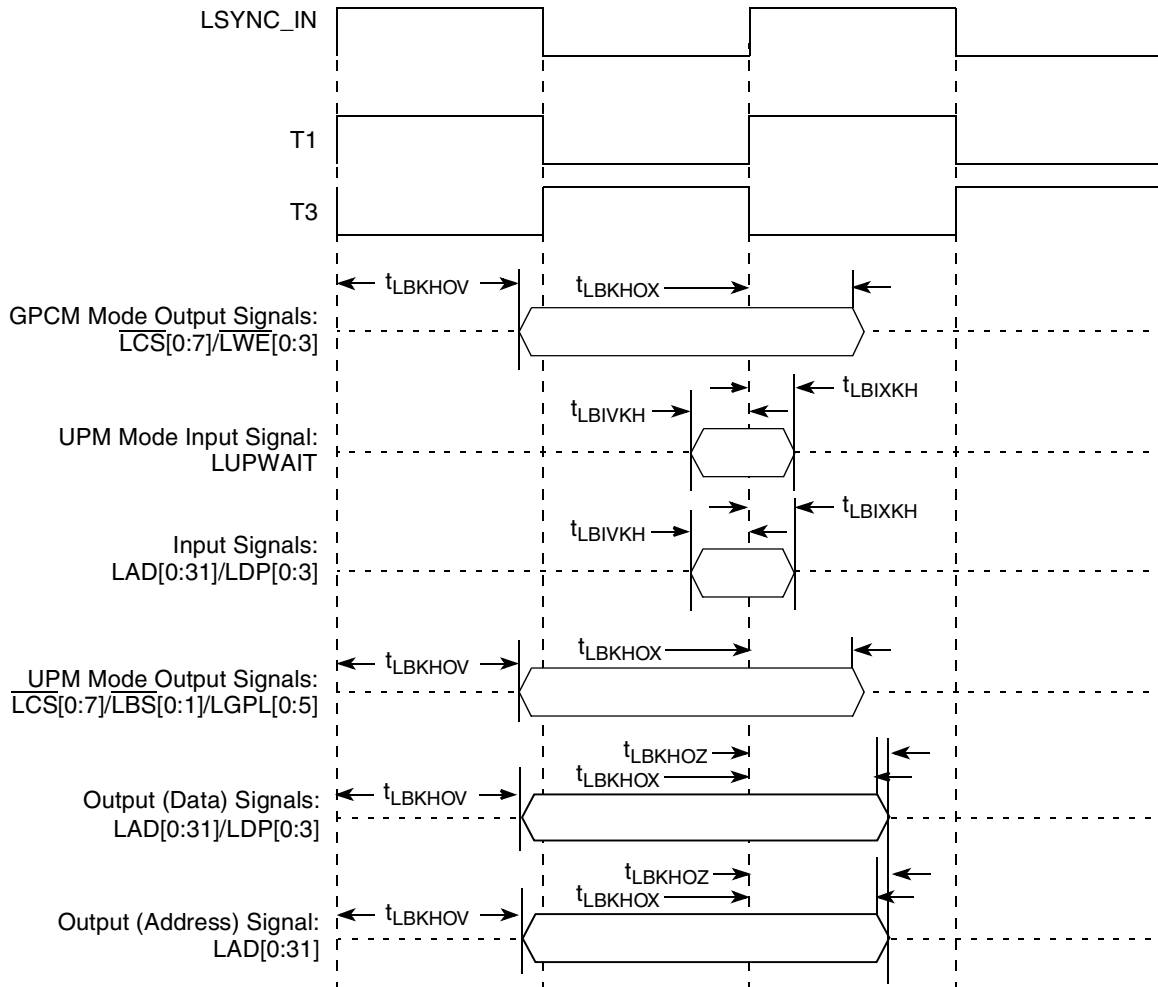 LSYNC_IN
T1
T3
tLBKHOV
tLBKHOX
GPCM Mode Output Signals:
LCS[0:7]/LWE[0:3]
tLBIXKH
tLBIVKH
UPM Mode Input Signal:
LUPWAIT
tLBIXKH
tLBIVKH
Input Signals:
LAD[0:31]/LDP[0:3]
tLBKHOV
tLBKHOX
UPM Mode Output Signals:
LCS[0:7]/LBS[0:1]/LGPL[0:5]
tLBKHOZ
tLBKHOX
tLBKHOV
Output (Data) Signals:
LAD[0:31]/LDP[0:3]
tLBKHOZ
tLBKHOX
tLBKHOV
Output (Address) Signal:
LAD[0:31]